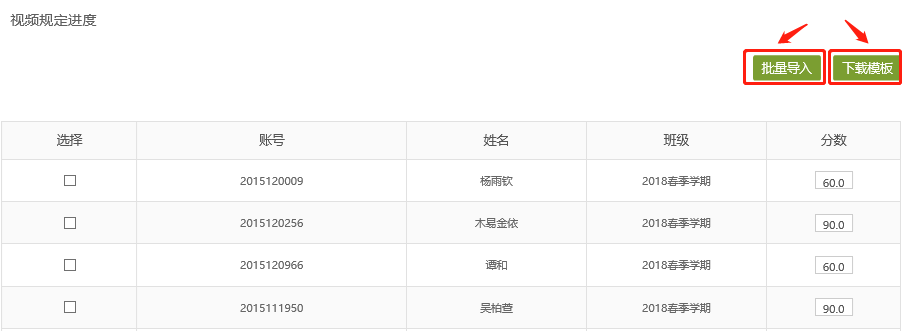 视频规定进度
批量导入 下载模板
选择 账号 姓名 班级 分数
2015120009 杨雨钦 2018春季学期 60.0
2015120256 木易金依 2018春季学期 90.0
2015120966 谭和 2018春季学期 60.0
2015111950 吴柏萱 2018春季学期 90.0